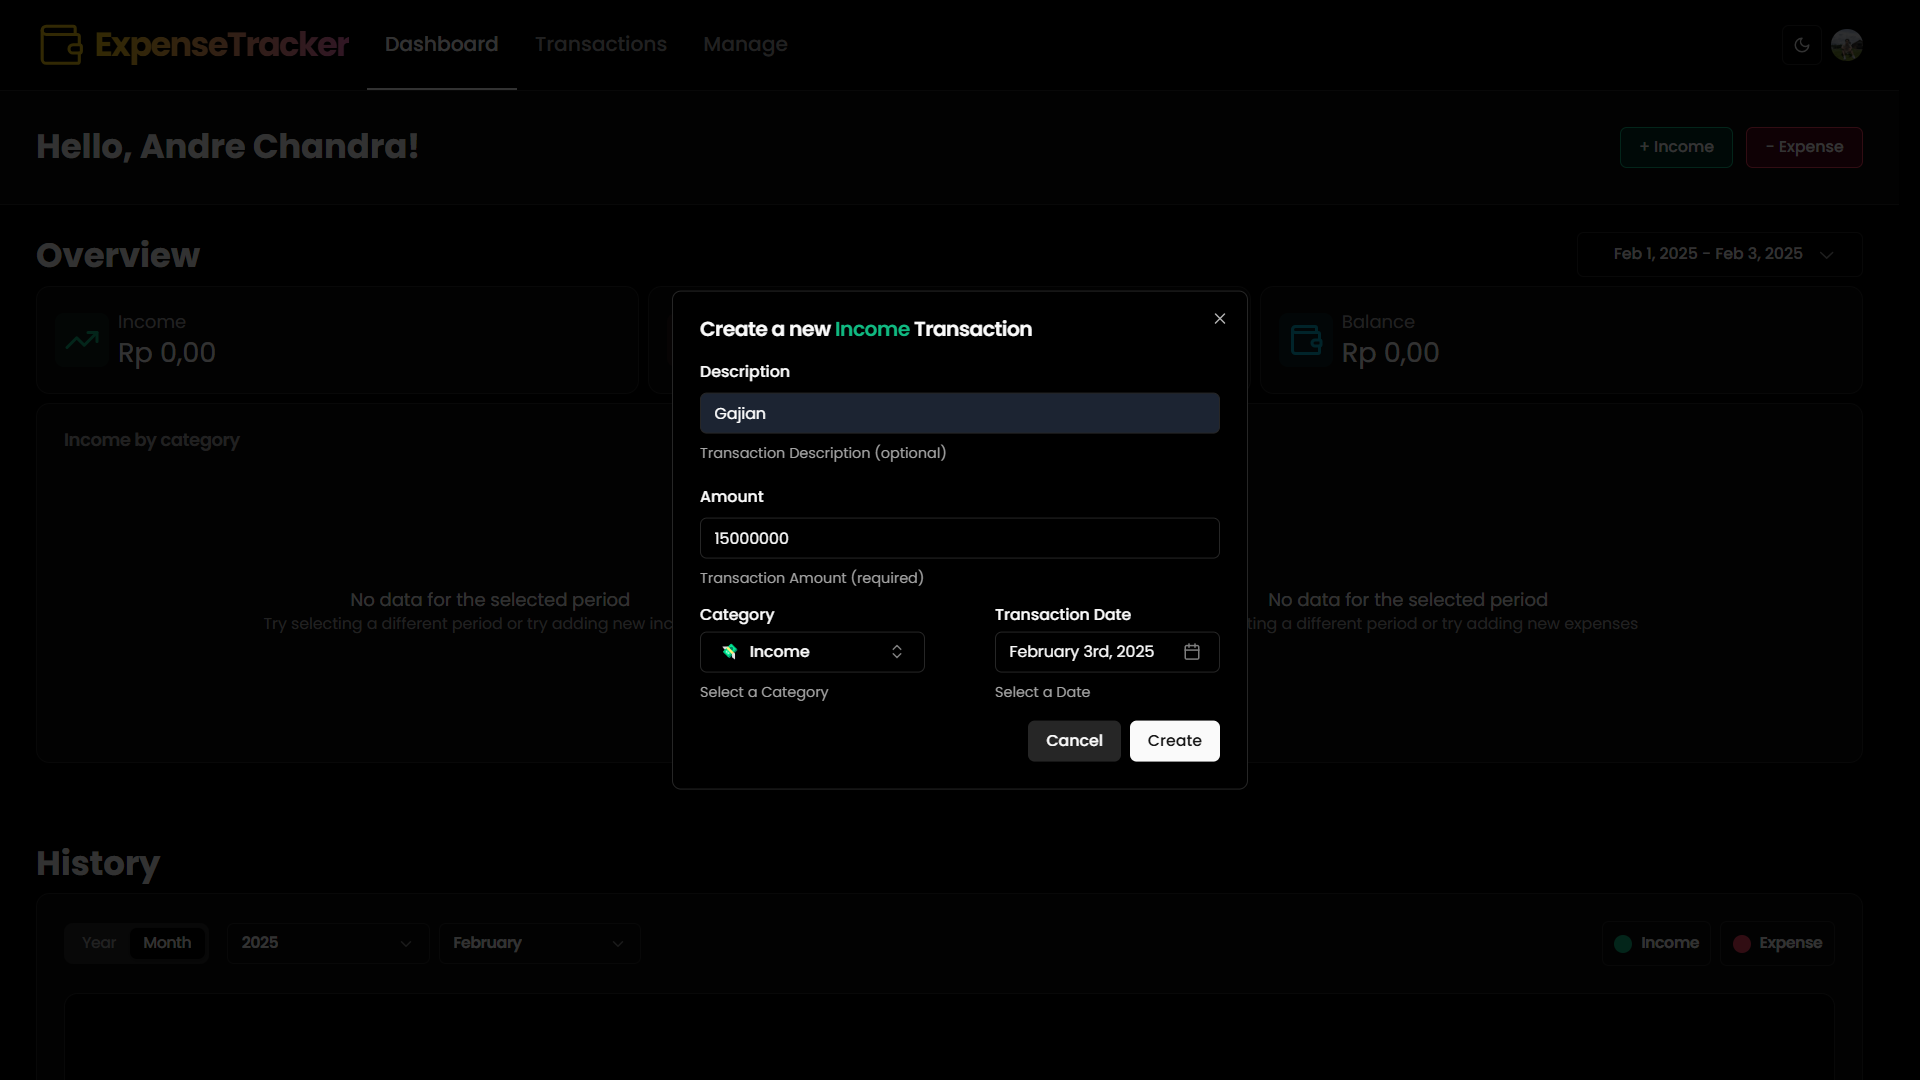 ExpenseTracker
Dashboard
Transactions
Manage
Hello, Andre Chandra!
+ Income
- Expense
Overview
Feb 1, 2025 - Feb 3, 2025
Income
Rp 0,00
Balance
Rp 0,00
Income by category
No data for the selected period
Try selecting a different period or try adding new
No data for the selected period
a different period or try adding new expenses
Create a new Income Transaction
Description
Gajian
Transaction Description (optional)
Amount
15000000
Transaction Amount (required)
Category
Transaction Date
Income
February 3rd, 2025
Select a Category
Select a Date
Cancel
Create
History
Year
Month
2025
February
Income
Expense